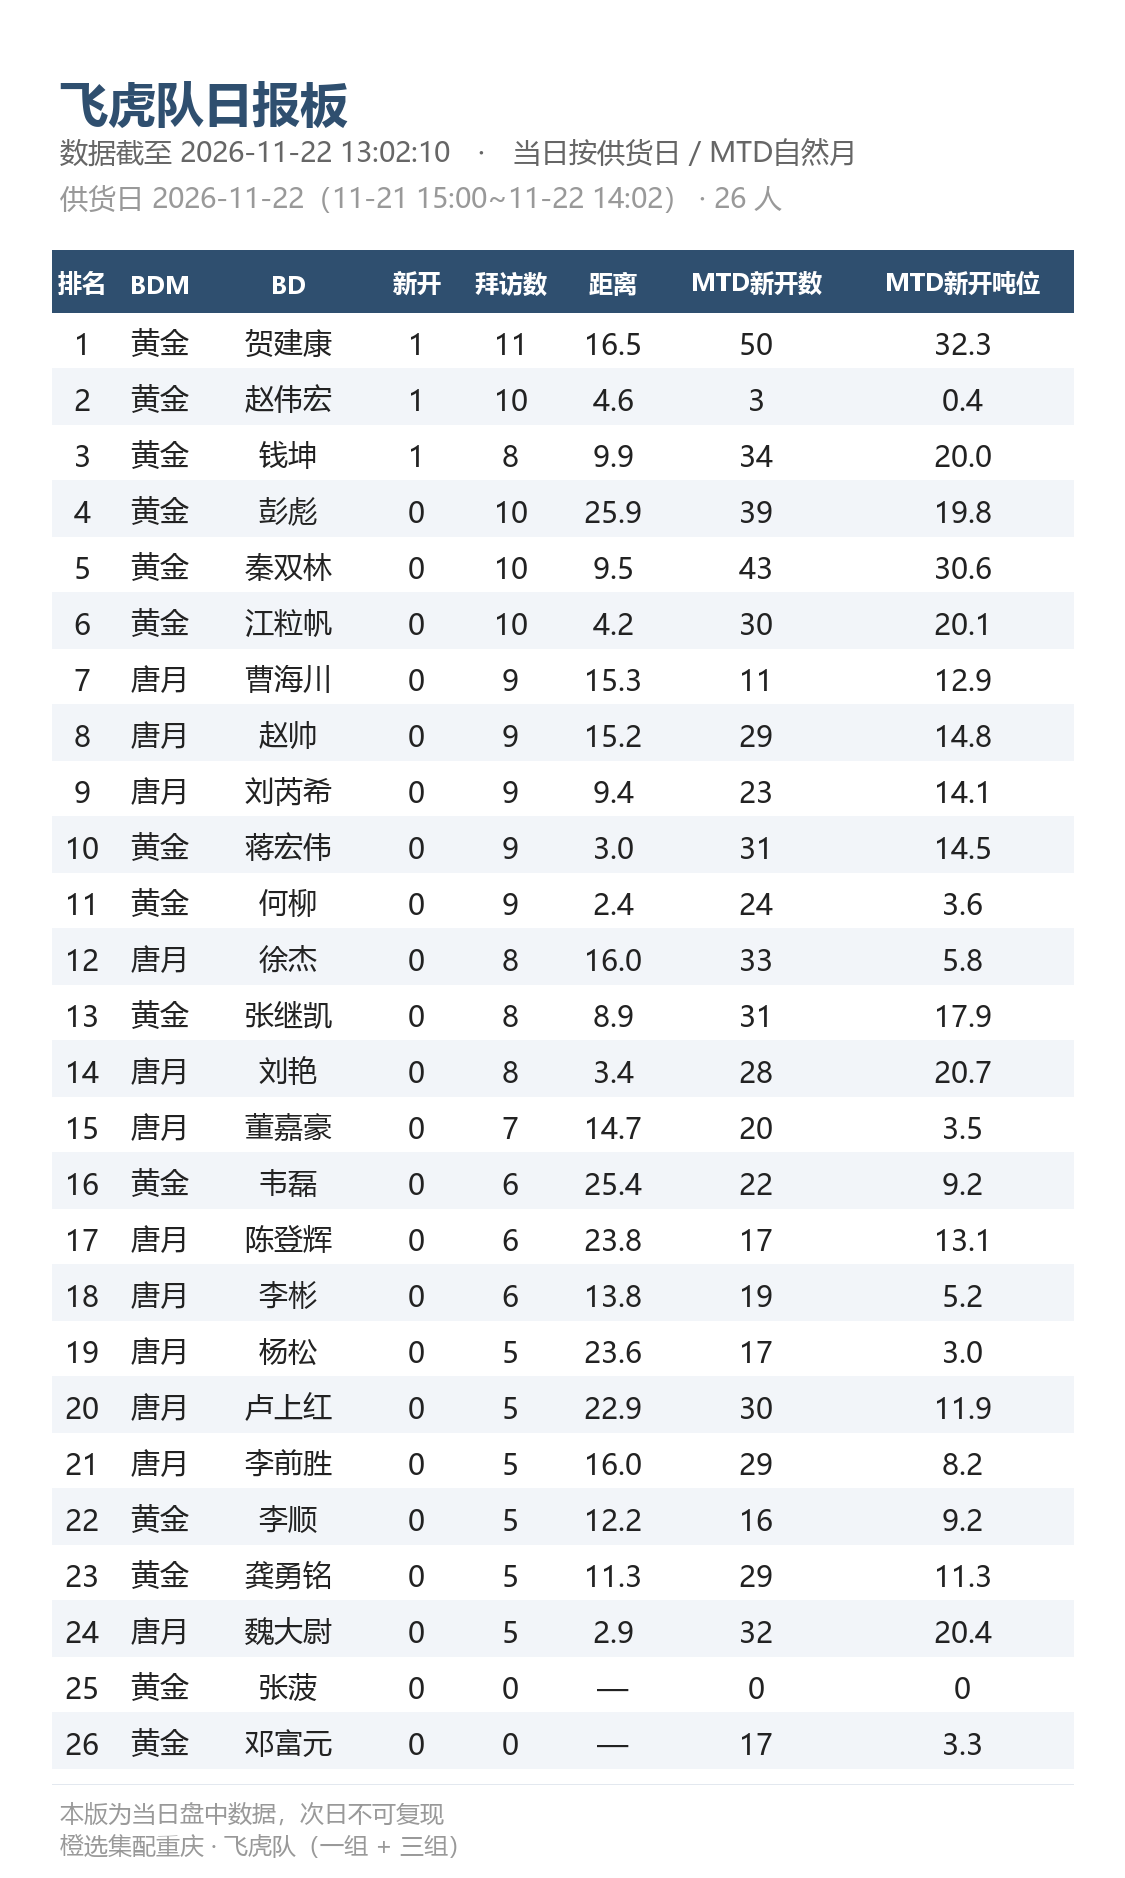 飞虎队日报板
数据截至 2026-11-22 13:02:10 · 当日按供货日 / MTD自然月
供货日 2026-11-22（11-21 15:00~11-22 14:02） · 26 人
排名 BDM BD 新开 拜访数 距离 MTD新开数 MTD新开吨位
1 黄金 贺建康 1 11 16.5 50 32.3
2 黄金 赵伟宏 1 10 4.6 3 0.4
3 黄金 钱坤 1 8 9.9 34 20.0
4 黄金 彭彪 0 10 25.9 39 19.8
5 黄金 秦双林 0 10 9.5 43 30.6
6 黄金 江粒帆 0 10 4.2 30 20.1
7 唐月 曹海川 0 9 15.3 11 12.9
8 唐月 赵帅 0 9 15.2 29 14.8
9 唐月 刘芮希 0 9 9.4 23 14.1
10 黄金 蒋宏伟 0 9 3.0 31 14.5
11 黄金 何柳 0 9 2.4 24 3.6
12 唐月 徐杰 0 8 16.0 33 5.8
13 黄金 张继凯 0 8 8.9 31 17.9
14 唐月 刘艳 0 8 3.4 28 20.7
15 唐月 董嘉豪 0 7 14.7 20 3.5
16 黄金 韦磊 0 6 25.4 22 9.2
17 唐月 陈登辉 0 6 23.8 17 13.1
18 唐月 李彬 0 6 13.8 19 5.2
19 唐月 杨松 0 5 23.6 17 3.0
20 唐月 卢上红 0 5 22.9 30 11.9
21 唐月 李前胜 0 5 16.0 29 8.2
22 黄金 李顺 0 5 12.2 16 9.2
23 黄金 龚勇铭 0 5 11.3 29 11.3
24 唐月 魏大尉 0 5 2.9 32 20.4
25 黄金 张菠 0 0 — 0 0
26 黄金 邓富元 0 0 — 17 3.3
本版为当日盘中数据，次日不可复现
橙选集配重庆 · 飞虎队（一组 + 三组）